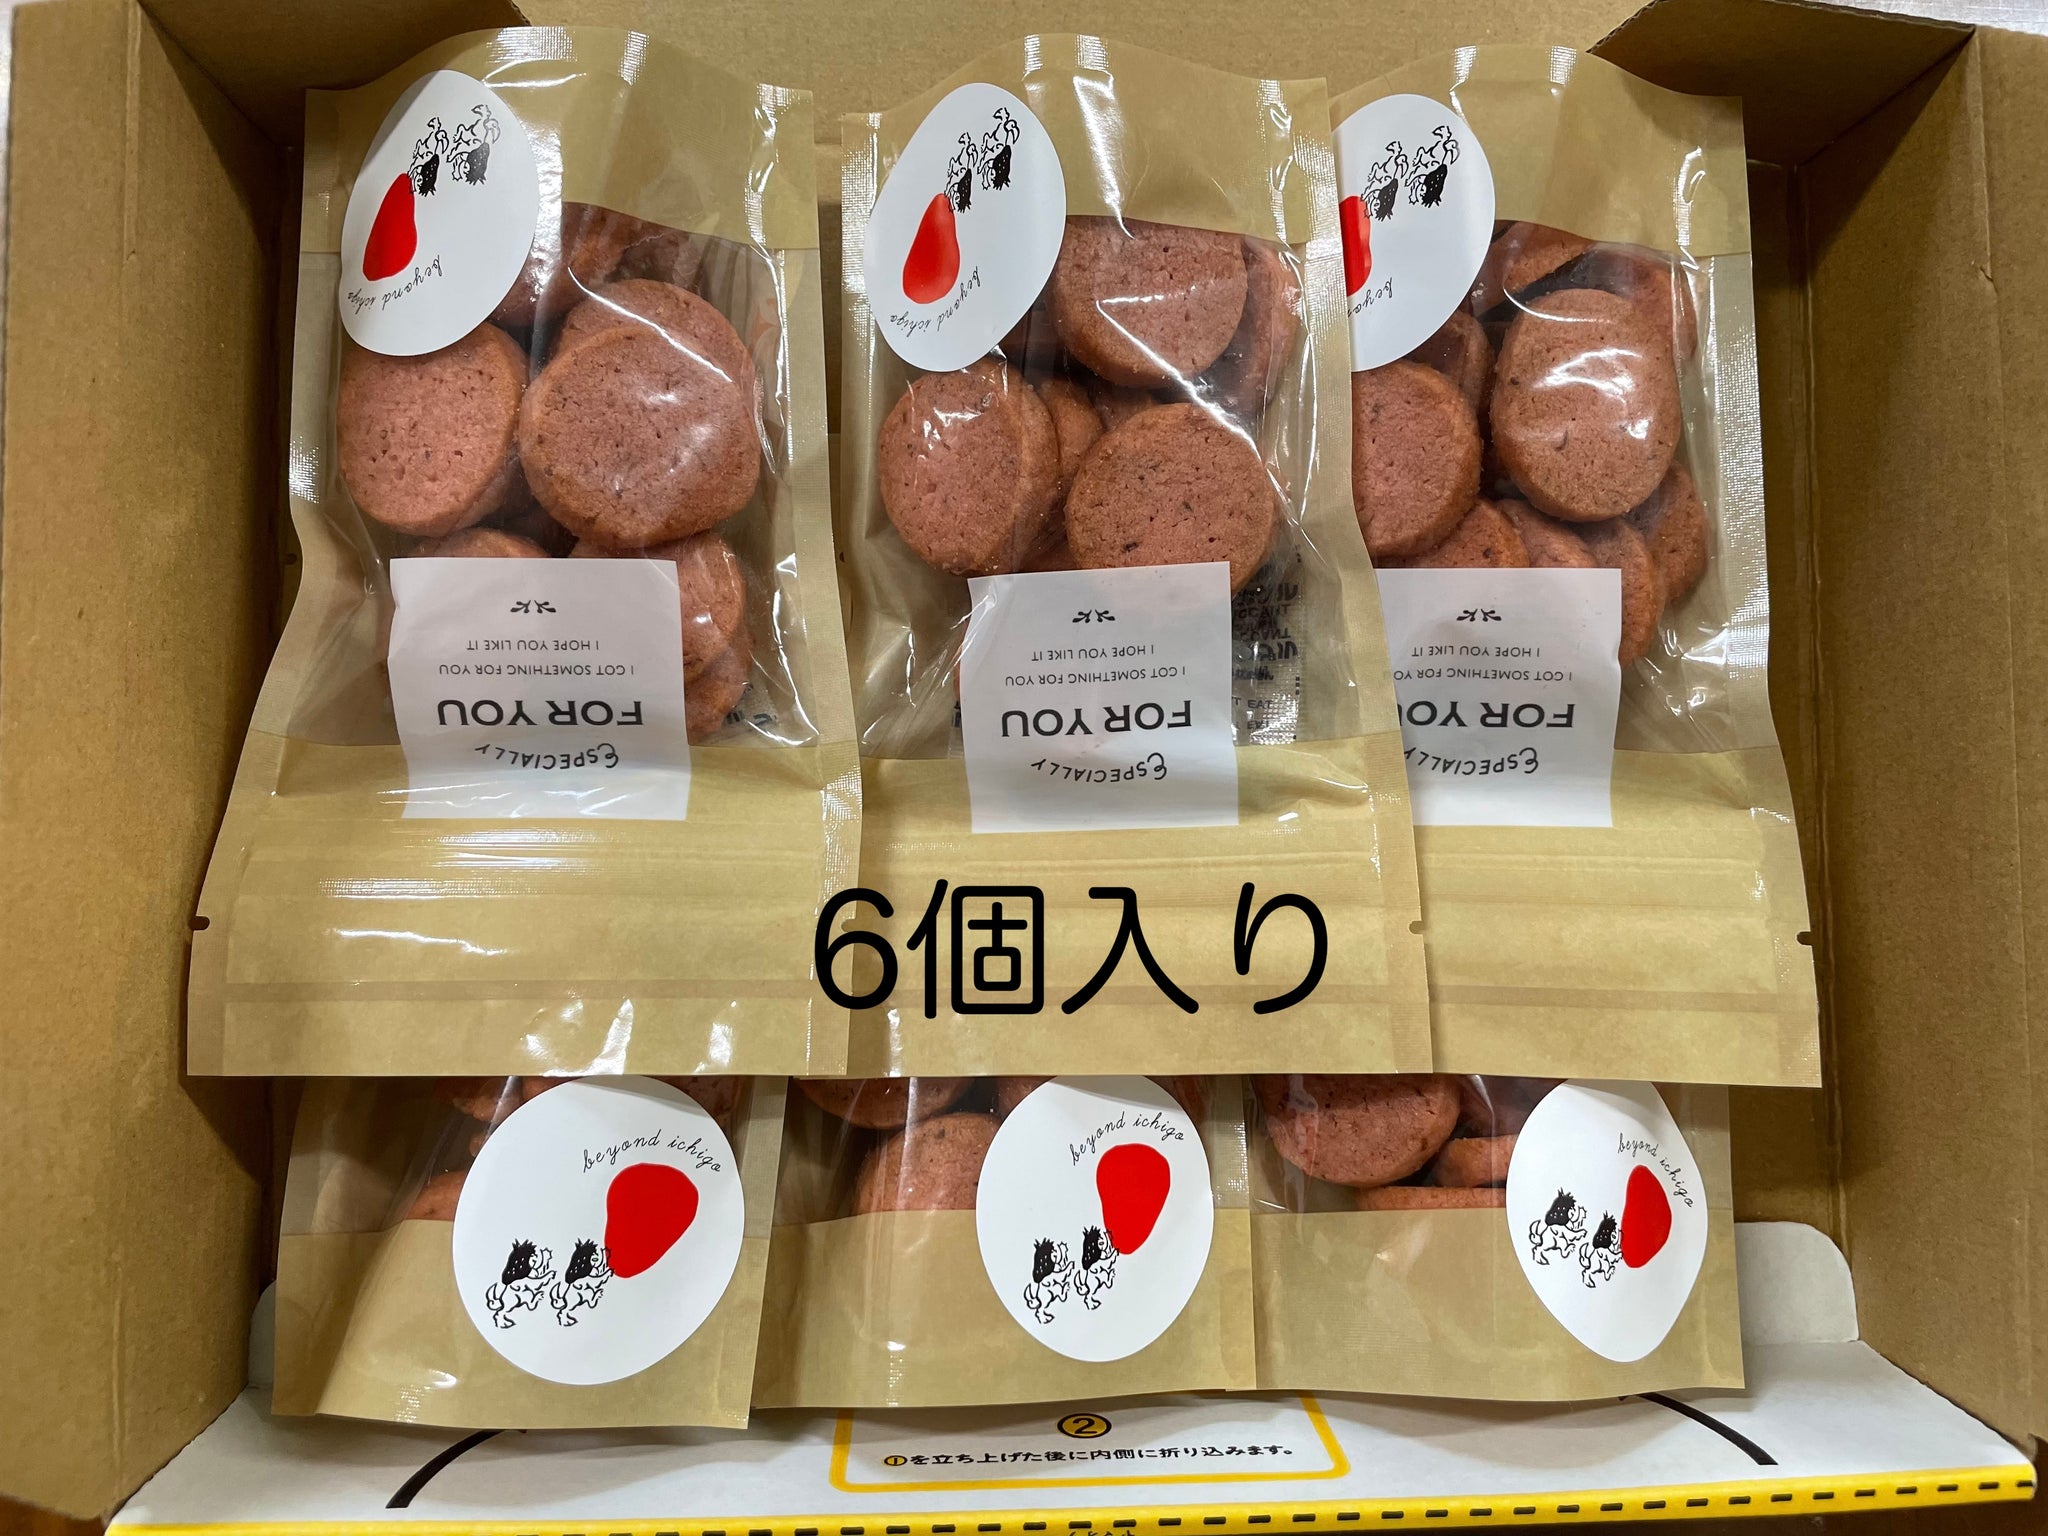 beyond ichigo
beyond ichigo
beyo
ESPECIALLY
FOR YOU
I GOT SOMETHING FOR YOU
I HOPE YOU LIKE IT
ESPECIALLY
FOR YOU
I GOT SOMETHING FOR YOU
I HOPE YOU LIKE IT
EAT
ESPECIALLY
FOR YOU
I GOT SOMETHING FOR YOU
I HOPE YOU LIKE IT
6個入り
beyond ichigo
beyond ichigo
beyond ichigo
②
①を立ち上げた後に内側に折り込みます。